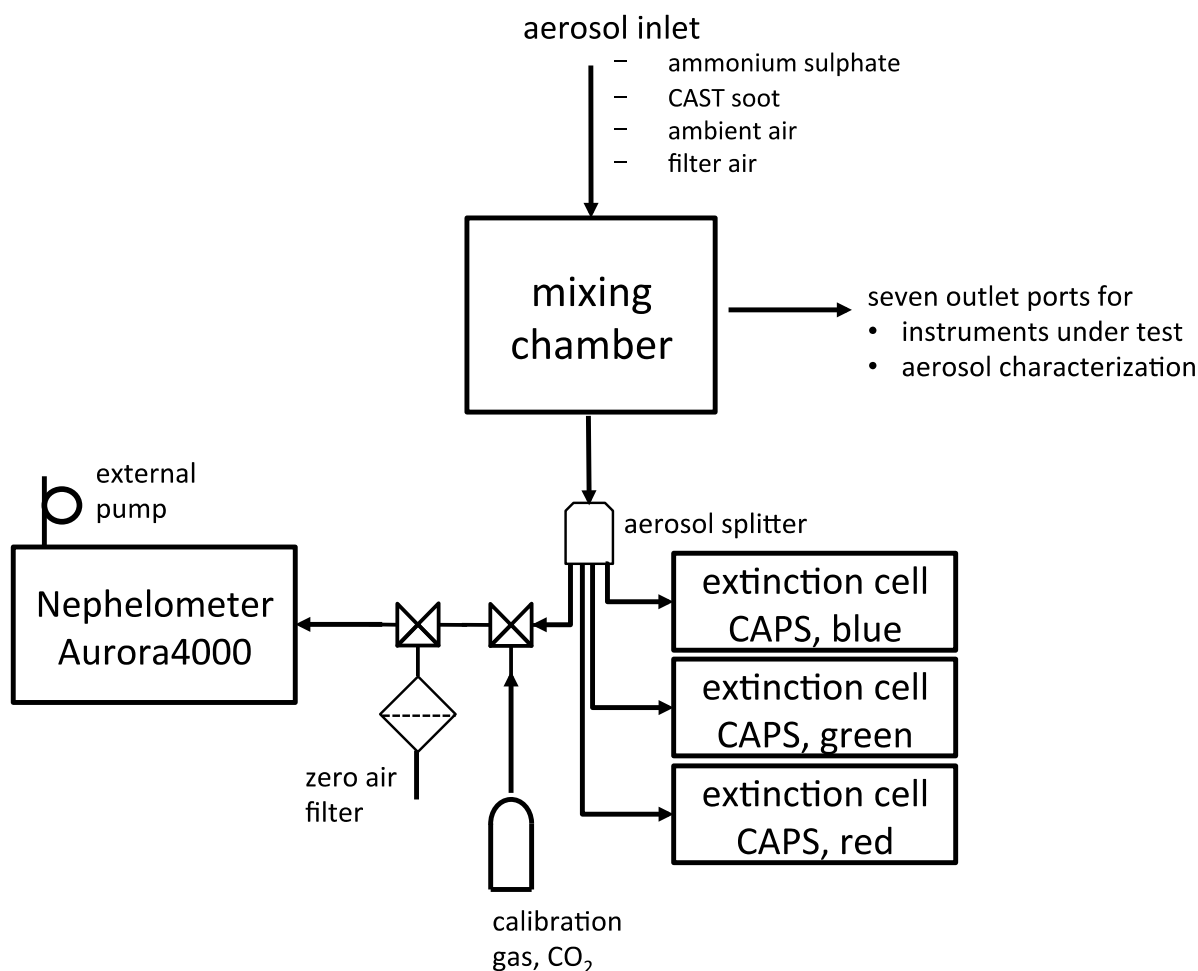 aerosol inlet
– ammonium sulphate
– CAST soot
– ambient air
– filter air
mixing
chamber
seven outlet ports for
• instruments under test
• aerosol characterization
external
pump
aerosol splitter
Nephelometer
Aurora4000
extinction cell
CAPS, blue
extinction cell
CAPS, green
extinction cell
CAPS, red
zero air
filter
calibration
gas, CO₂